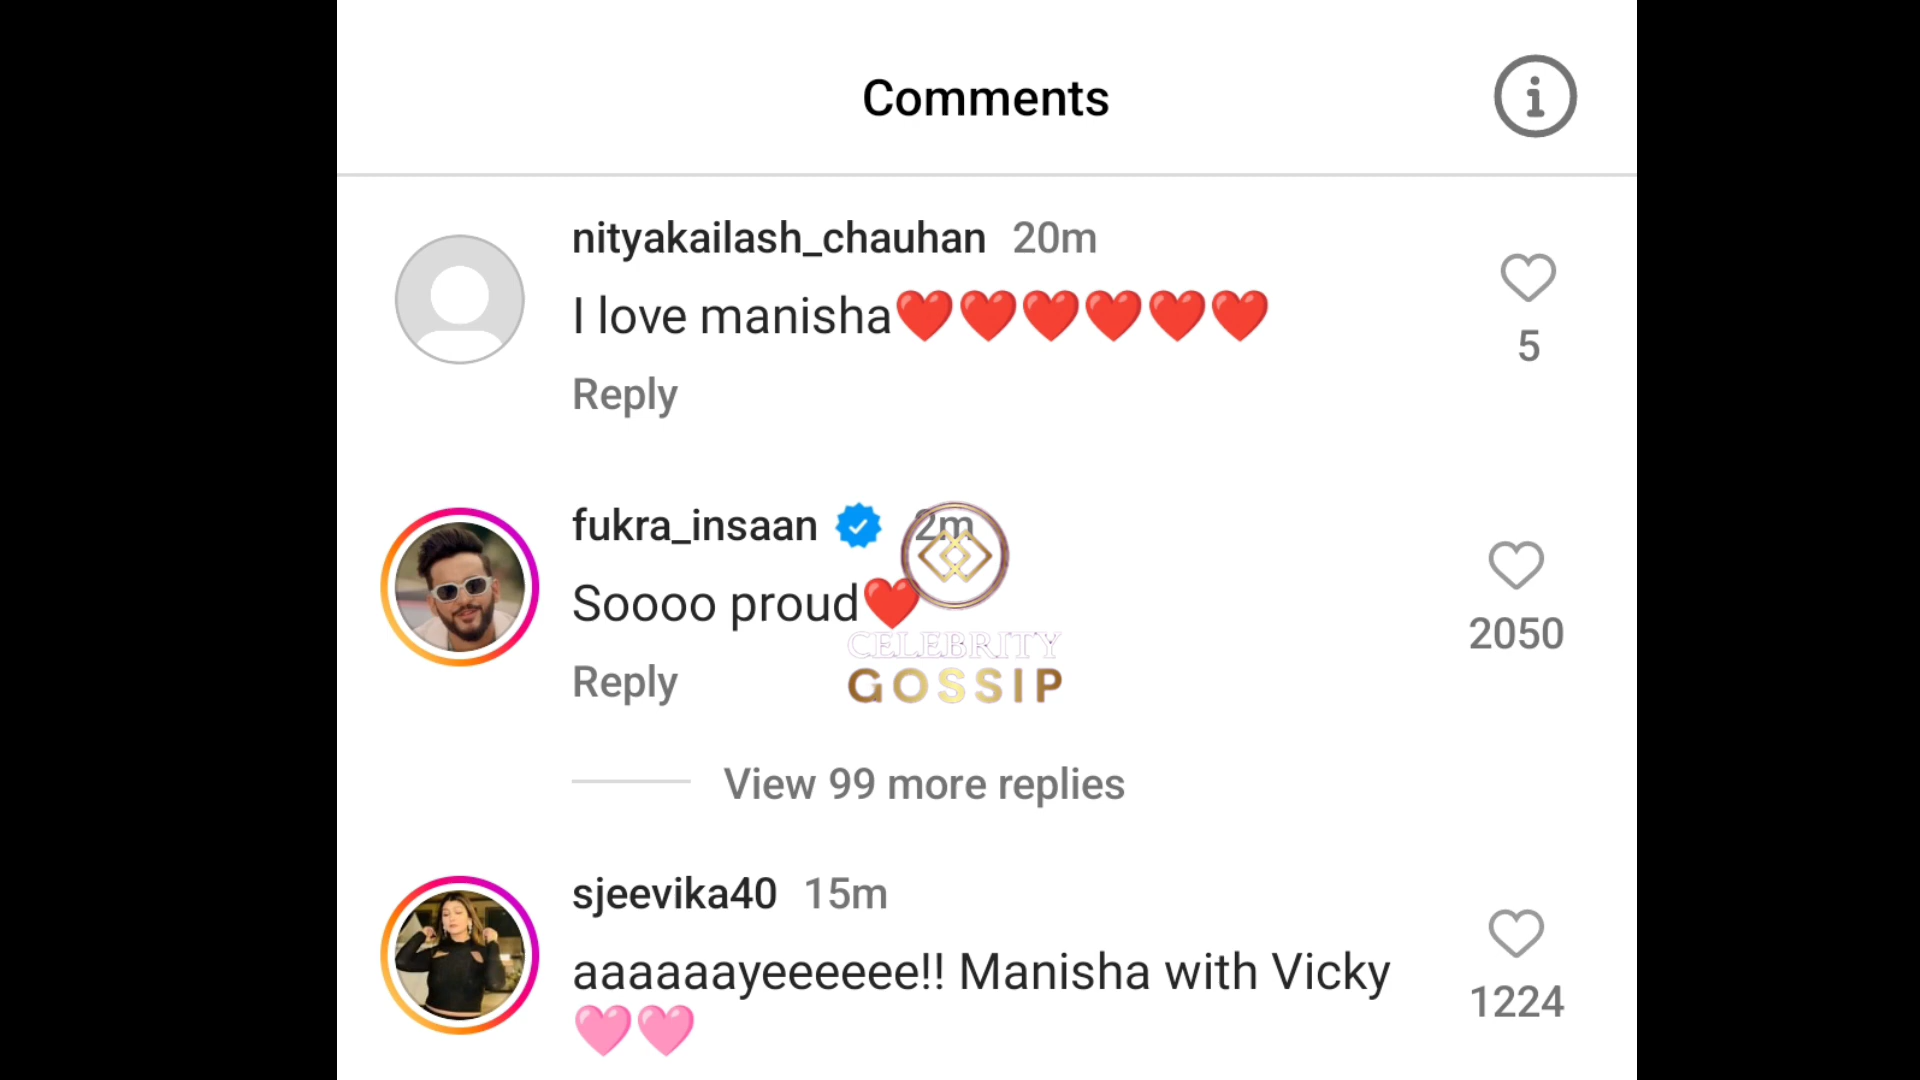 Comments
nityakailash_chauhan 20m
I love manisha❤️❤️❤️❤️❤️❤️
5
Reply
fukra_insaan 2m
Soooo proud❤️
2050
CELEBRITY
GOSSIP
Reply
View 99 more replies
sjeevika40 15m
aaaaaayeeeeee!! Manisha with Vicky
🩷🩷
1224